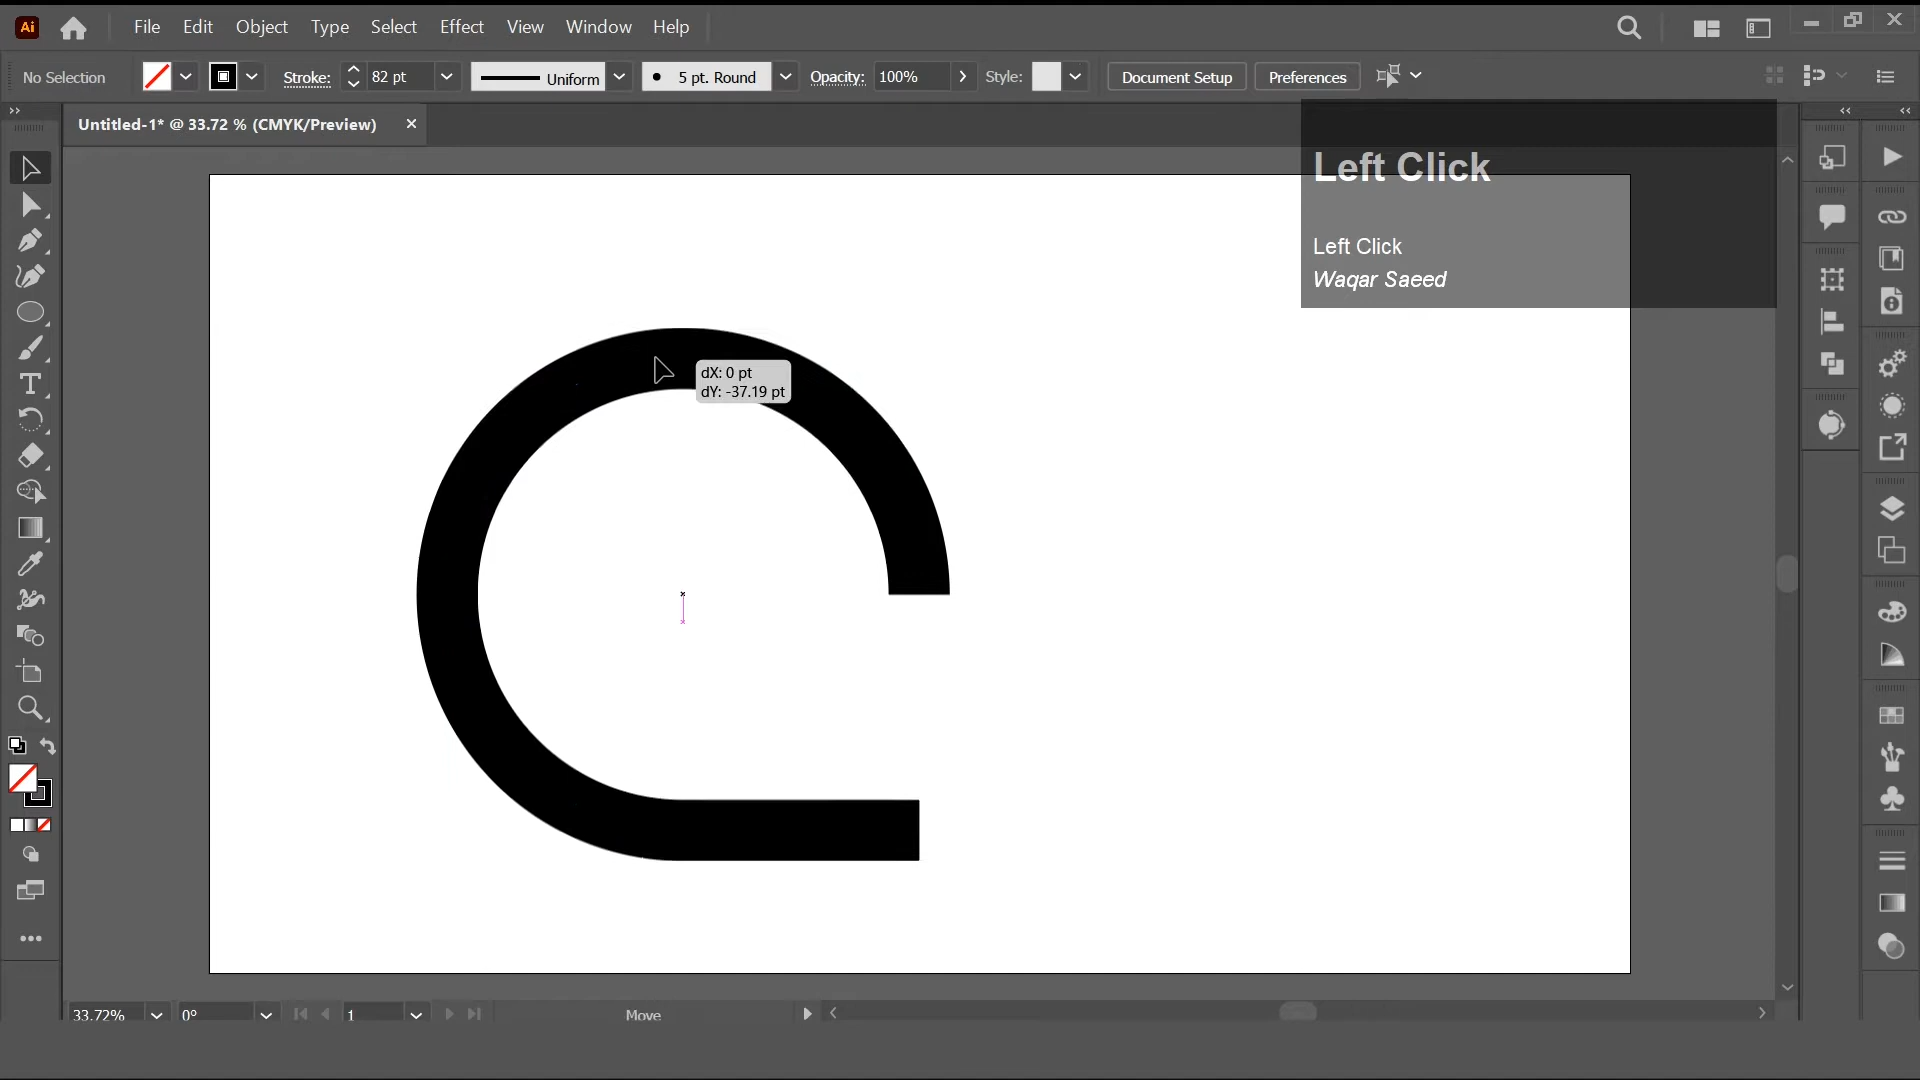 Ai File Edit Object Type Select Effect View Window Help
No Selection Stroke: 82 pt Uniform 5 pt. Round Opacity: 100% Style: Document Setup Preferences
Untitled-1* @ 33.72 % (CMYK/Preview) ×
Left Click
Left Click
Waqar Saeed
dX: 0 pt
dY: -37.19 pt
33.72% 0° 1 Move